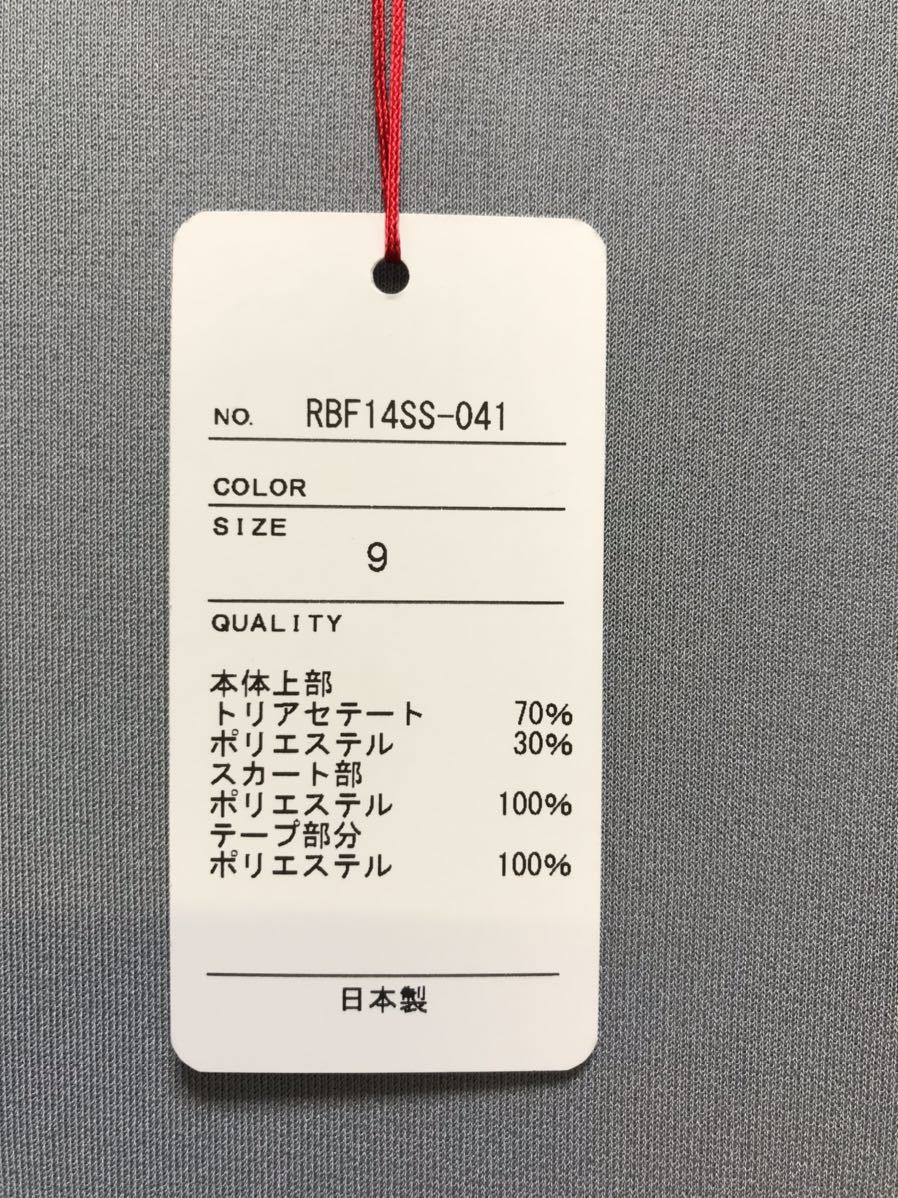 NO. RBF14SS-041
COLOR
SIZE
9
QUALITY
本体上部
トリアセテート 70%
ポリエステル 30%
スカート部
ポリエステル 100%
テープ部分
ポリエステル 100%
日本製